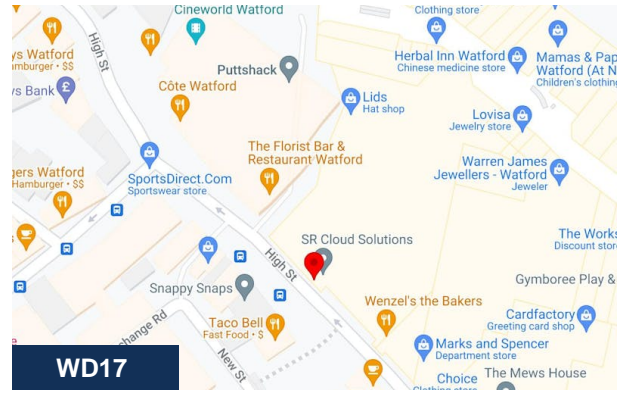 Cineworld Watford
Clothing store
High St
ys Watford
Hamburger • $$
Puttshack
Herbal Inn Watford
Chinese medicine store
Mamas & Pap
Watford (At N
Children's clothing
ys Bank
£
Côte Watford
Lids
Hat shop
Lovisa
Jewelry store
The Florist Bar &
Restaurant Watford
Warren James
Jewellers - Watford
Jeweler
gers Watford
Hamburger • $$
SportsDirect.Com
Sportswear store
SR Cloud Solutions
The Works
Discount store
High St
Snappy Snaps
Gymboree Play &
Wenzel's the Bakers
Taco Bell
Fast Food • $
Cardfactory
Greeting card shop
change Rd
New St
Marks and Spencer
Department store
WD17
Choice
Clothing store
The Mews House